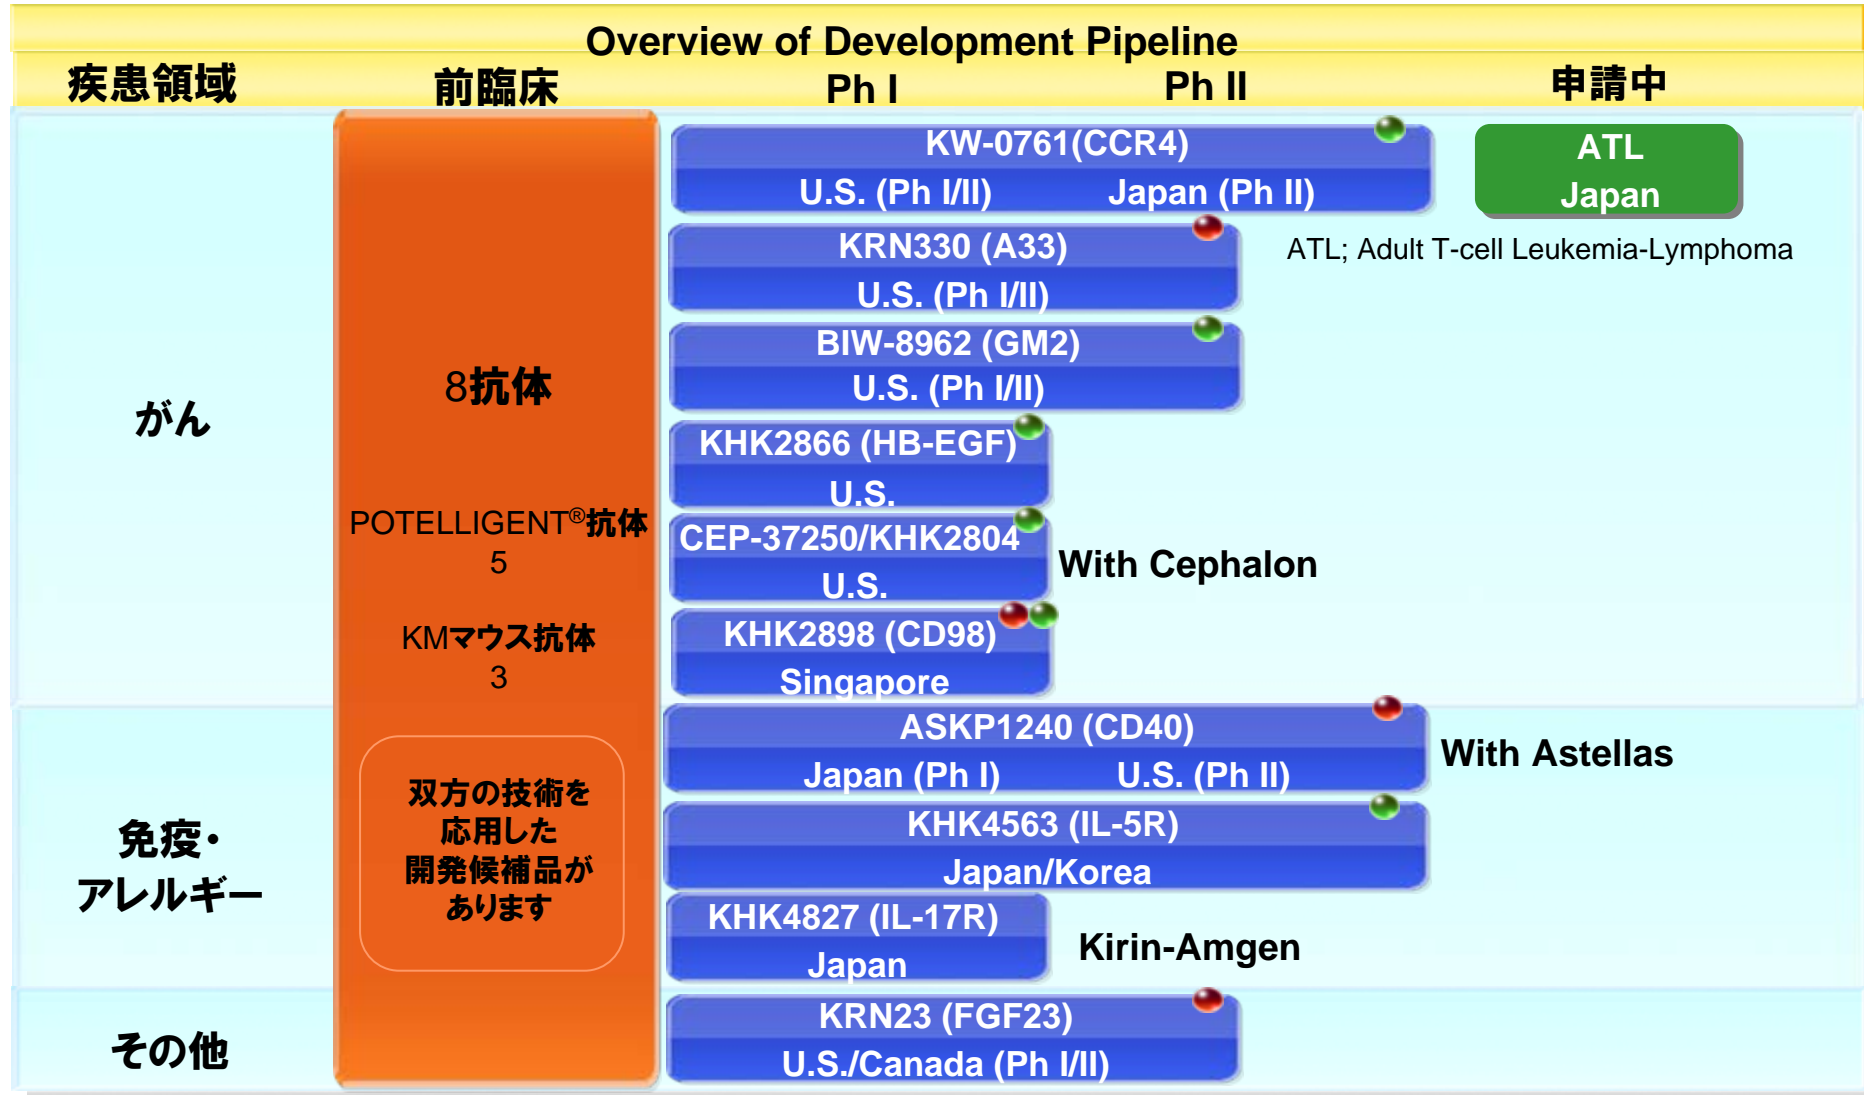 Overview of Development Pipeline
疾患領域
前臨床
Ph I
Ph II
申請中
がん
8抗体
POTELLIGENT®抗体
5
KMマウス抗体
3
双方の技術を
応用した
開発候補品が
あります
KW-0761(CCR4)
U.S. (Ph I/II) Japan (Ph II)
ATL
Japan
ATL; Adult T-cell Leukemia-Lymphoma
KRN330 (A33)
U.S. (Ph I/II)
BIW-8962 (GM2)
U.S. (Ph I/II)
KHK2866 (HB-EGF)
U.S.
CEP-37250/KHK2804
U.S.
With Cephalon
KHK2898 (CD98)
Singapore
免疫・
アレルギー
ASKP1240 (CD40)
Japan (Ph I) U.S. (Ph II)
With Astellas
KHK4563 (IL-5R)
Japan/Korea
KHK4827 (IL-17R)
Japan
Kirin-Amgen
その他
KRN23 (FGF23)
U.S./Canada (Ph I/II)